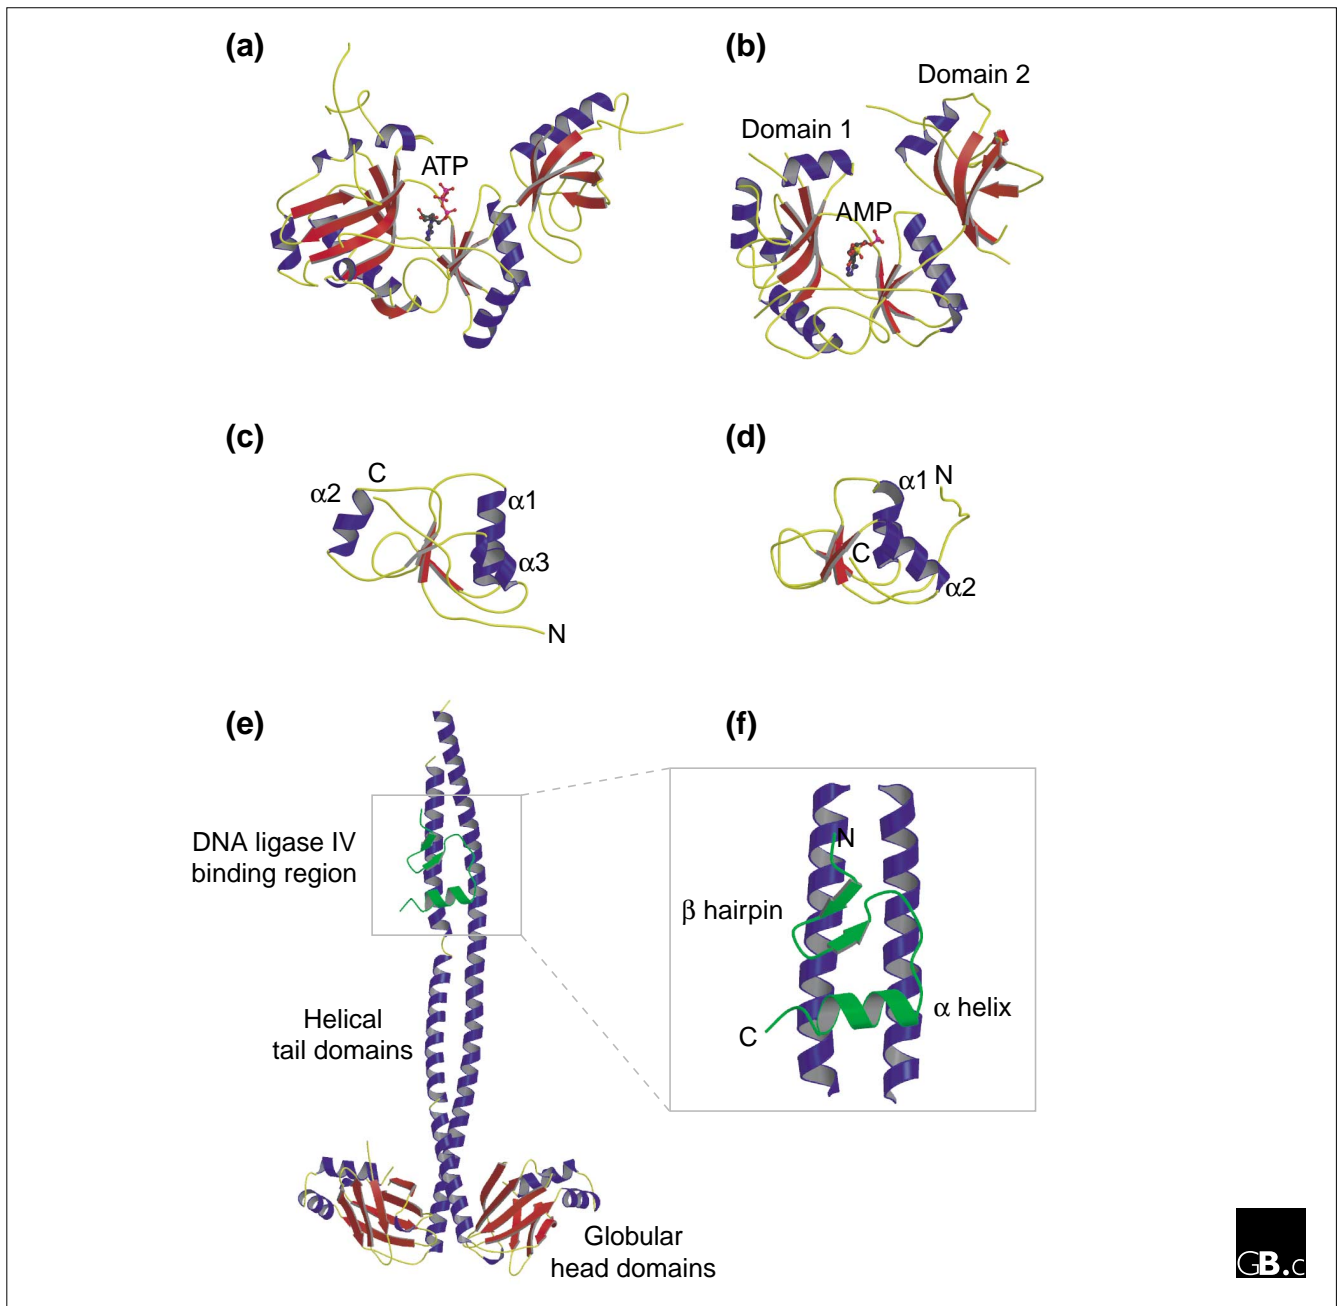 (a)
(b)
Domain 2
Domain 1
ATP
AMP
(c)
(d)
α2
C
α1
α3
N
α1
N
C
α2
(e)
(f)
DNA ligase IV
binding region
N
β hairpin
α helix
C
Helical
tail domains
Globular
head domains
GB.c